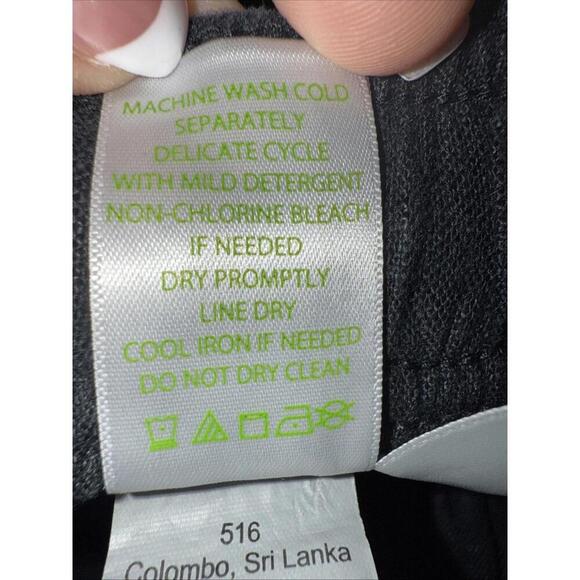 MACHINE WASH COLD
SEPARATELY
DELICATE CYCLE
WITH MILD DETERGENT
NON-CHLORINE BLEACH
IF NEEDED
DRY PROMPTLY
LINE DRY
COOL IRON IF NEEDED
DO NOT DRY CLEAN
516
Colombo, Sri Lanka